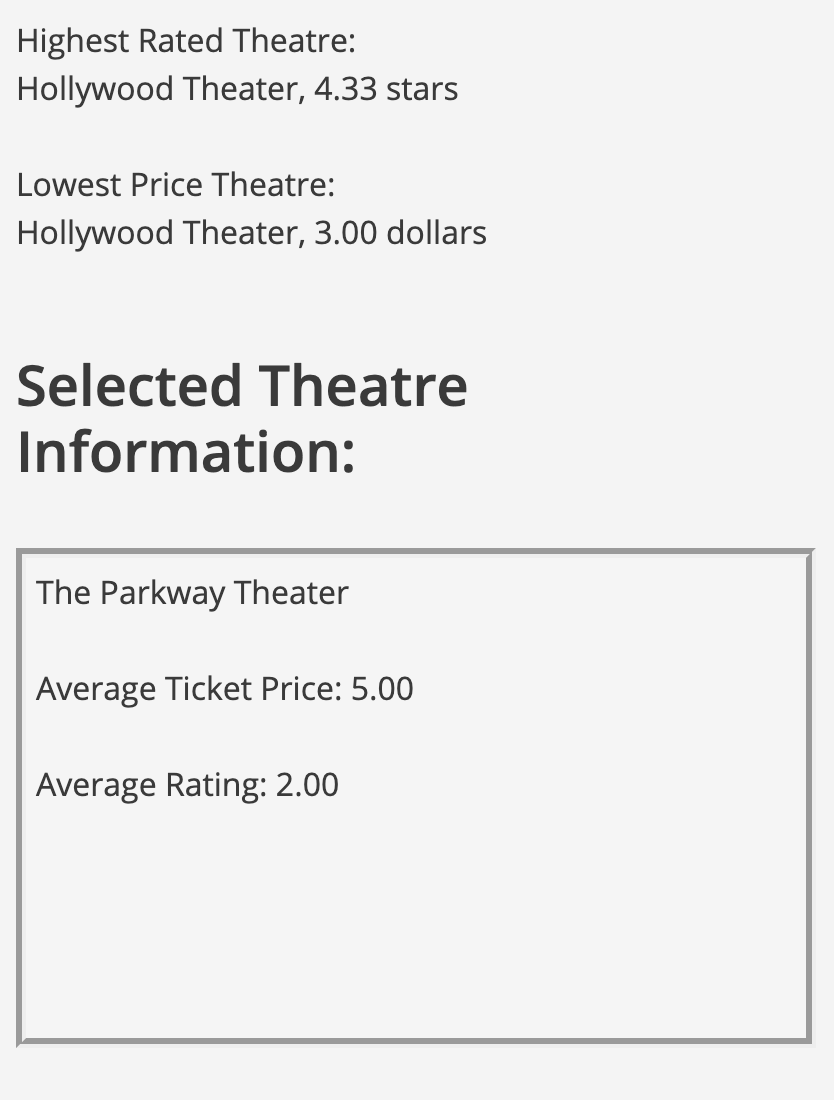 Highest Rated Theatre:
Hollywood Theater, 4.33 stars
Lowest Price Theatre:
Hollywood Theater, 3.00 dollars
Selected Theatre
Information:
The Parkway Theater
Average Ticket Price: 5.00
Average Rating: 2.00